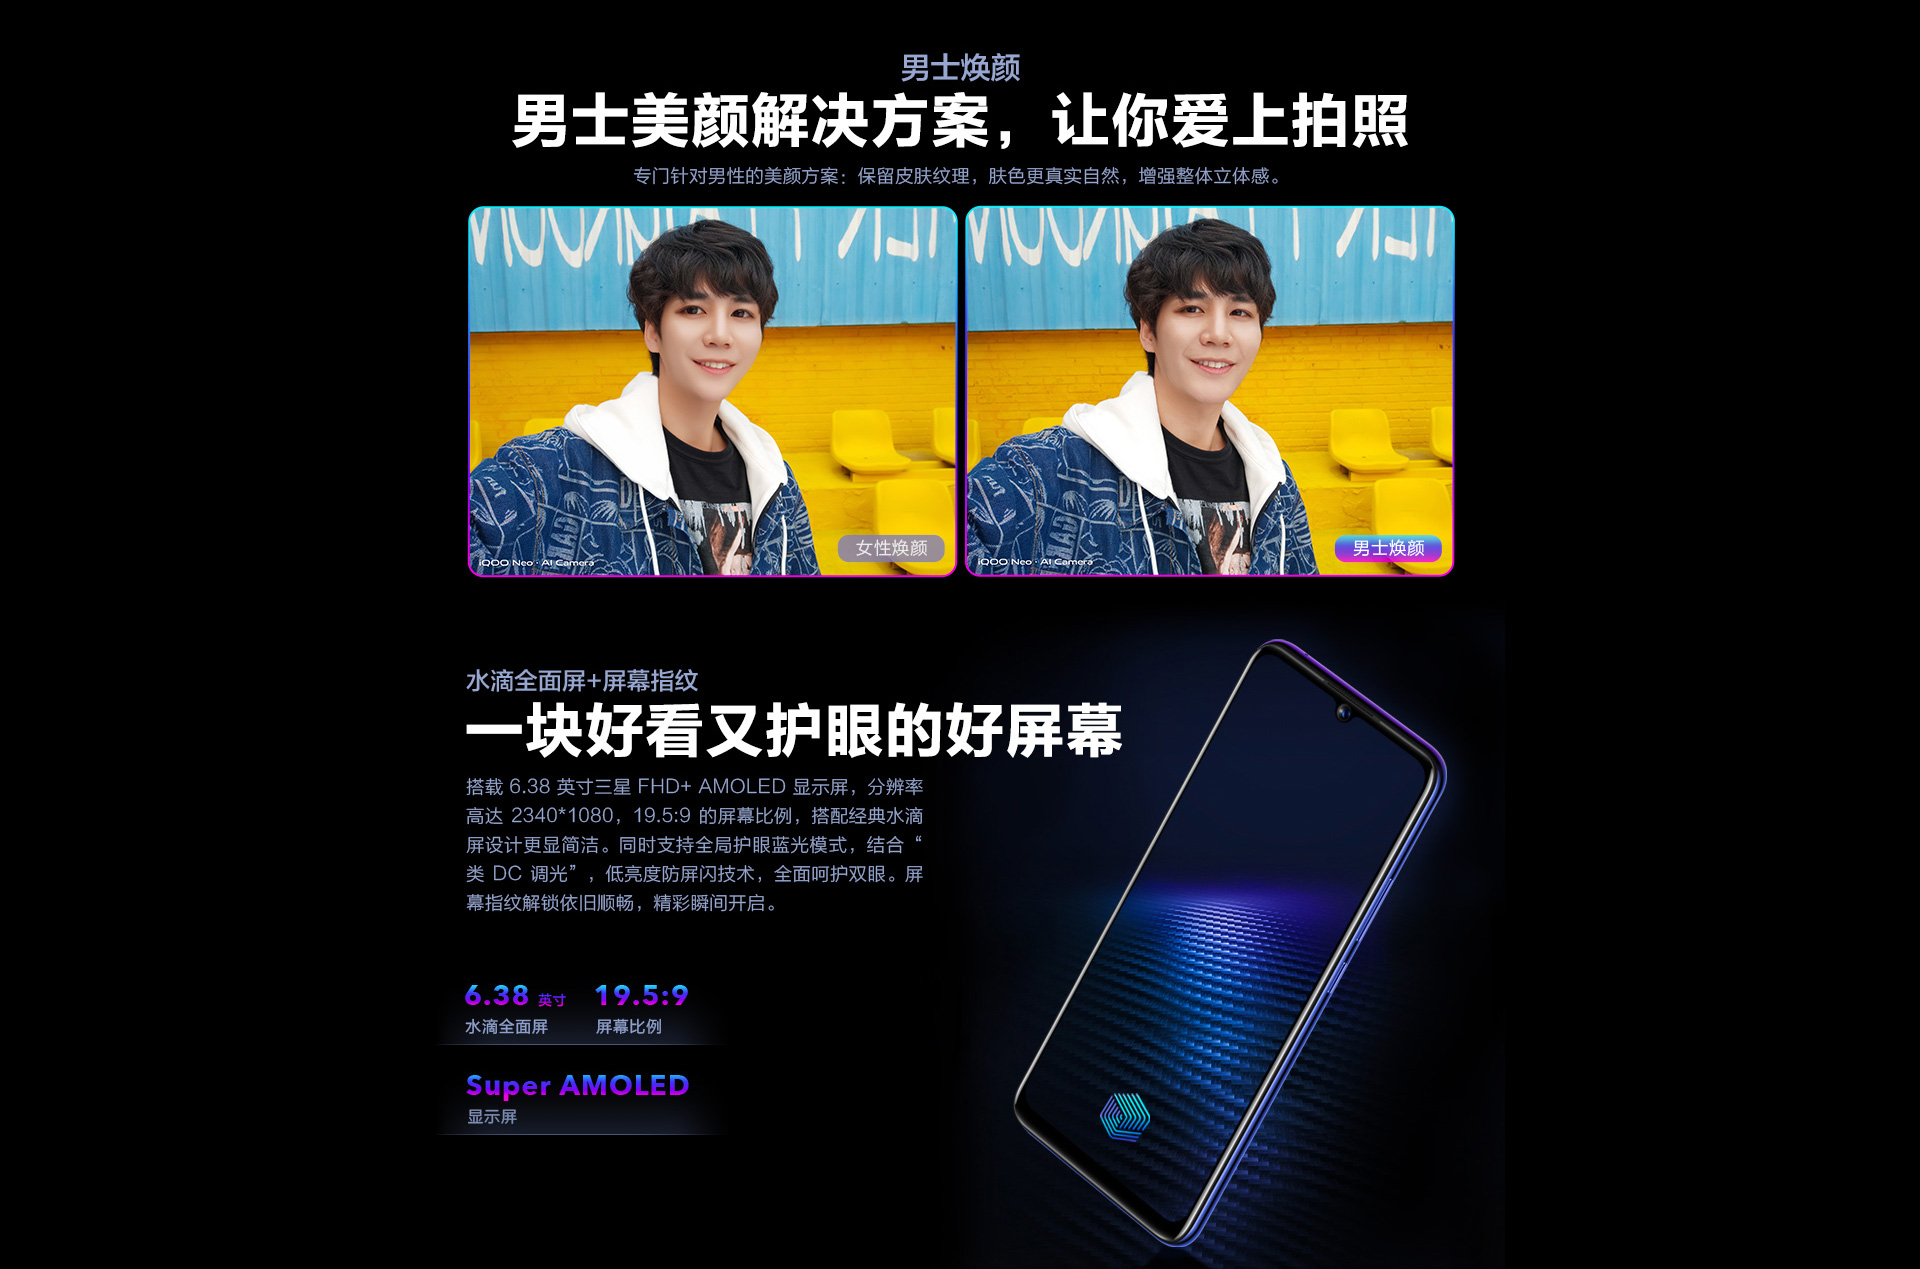 男士焕颜
男士美颜解决方案，让你爱上拍照
专门针对男性的美颜方案：保留皮肤纹理，肤色更真实自然，增强整体立体感。
女性焕颜
iQOO Neo · AI Camera
男士焕颜
iQOO Neo · AI Camera
水滴全面屏+屏幕指纹
一块好看又护眼的好屏幕
搭载 6.38 英寸三星 FHD+ AMOLED 显示屏，分辨率
高达 2340*1080，19.5:9 的屏幕比例，搭配经典水滴
屏设计更显简洁。同时支持全局护眼蓝光模式，结合“
类 DC 调光”，低亮度防屏闪技术，全面呵护双眼。屏
幕指纹解锁依旧顺畅，精彩瞬间开启。
6.38 英寸 19.5:9
水滴全面屏 屏幕比例
Super AMOLED
显示屏